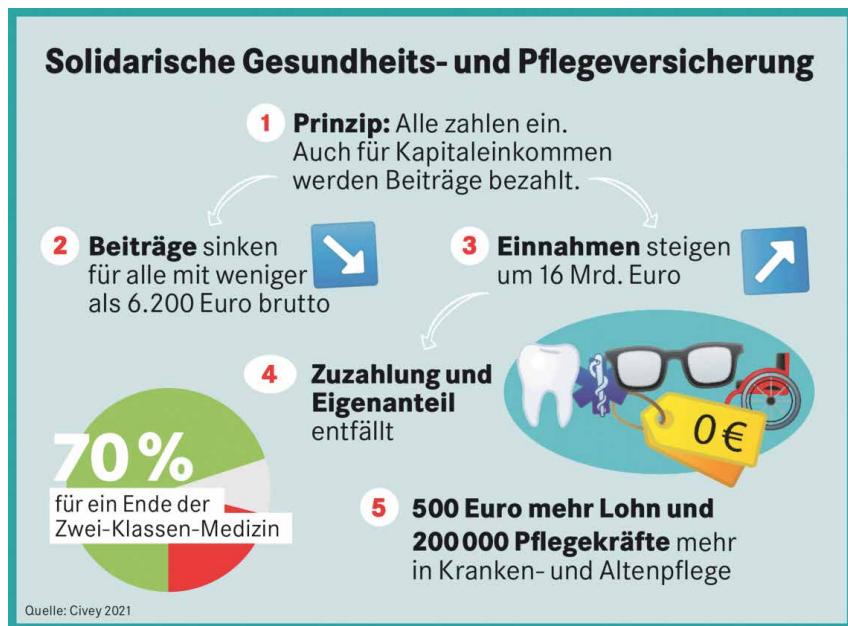 Solidarische Gesundheits- und Pflegeversicherung
1 Prinzip: Alle zahlen ein.
Auch für Kapitaleinkommen
werden Beiträge bezahlt.
2 Beiträge sinken
für alle mit weniger
als 6.200 Euro brutto
3 Einnahmen steigen
um 16 Mrd. Euro
4 Zuzahlung und
Eigenanteil
entfällt
0 €
70 %
für ein Ende der
Zwei-Klassen-Medizin
5 500 Euro mehr Lohn und
200 000 Pflegekräfte mehr
in Kranken- und Altenpflege
Quelle: Civey 2021